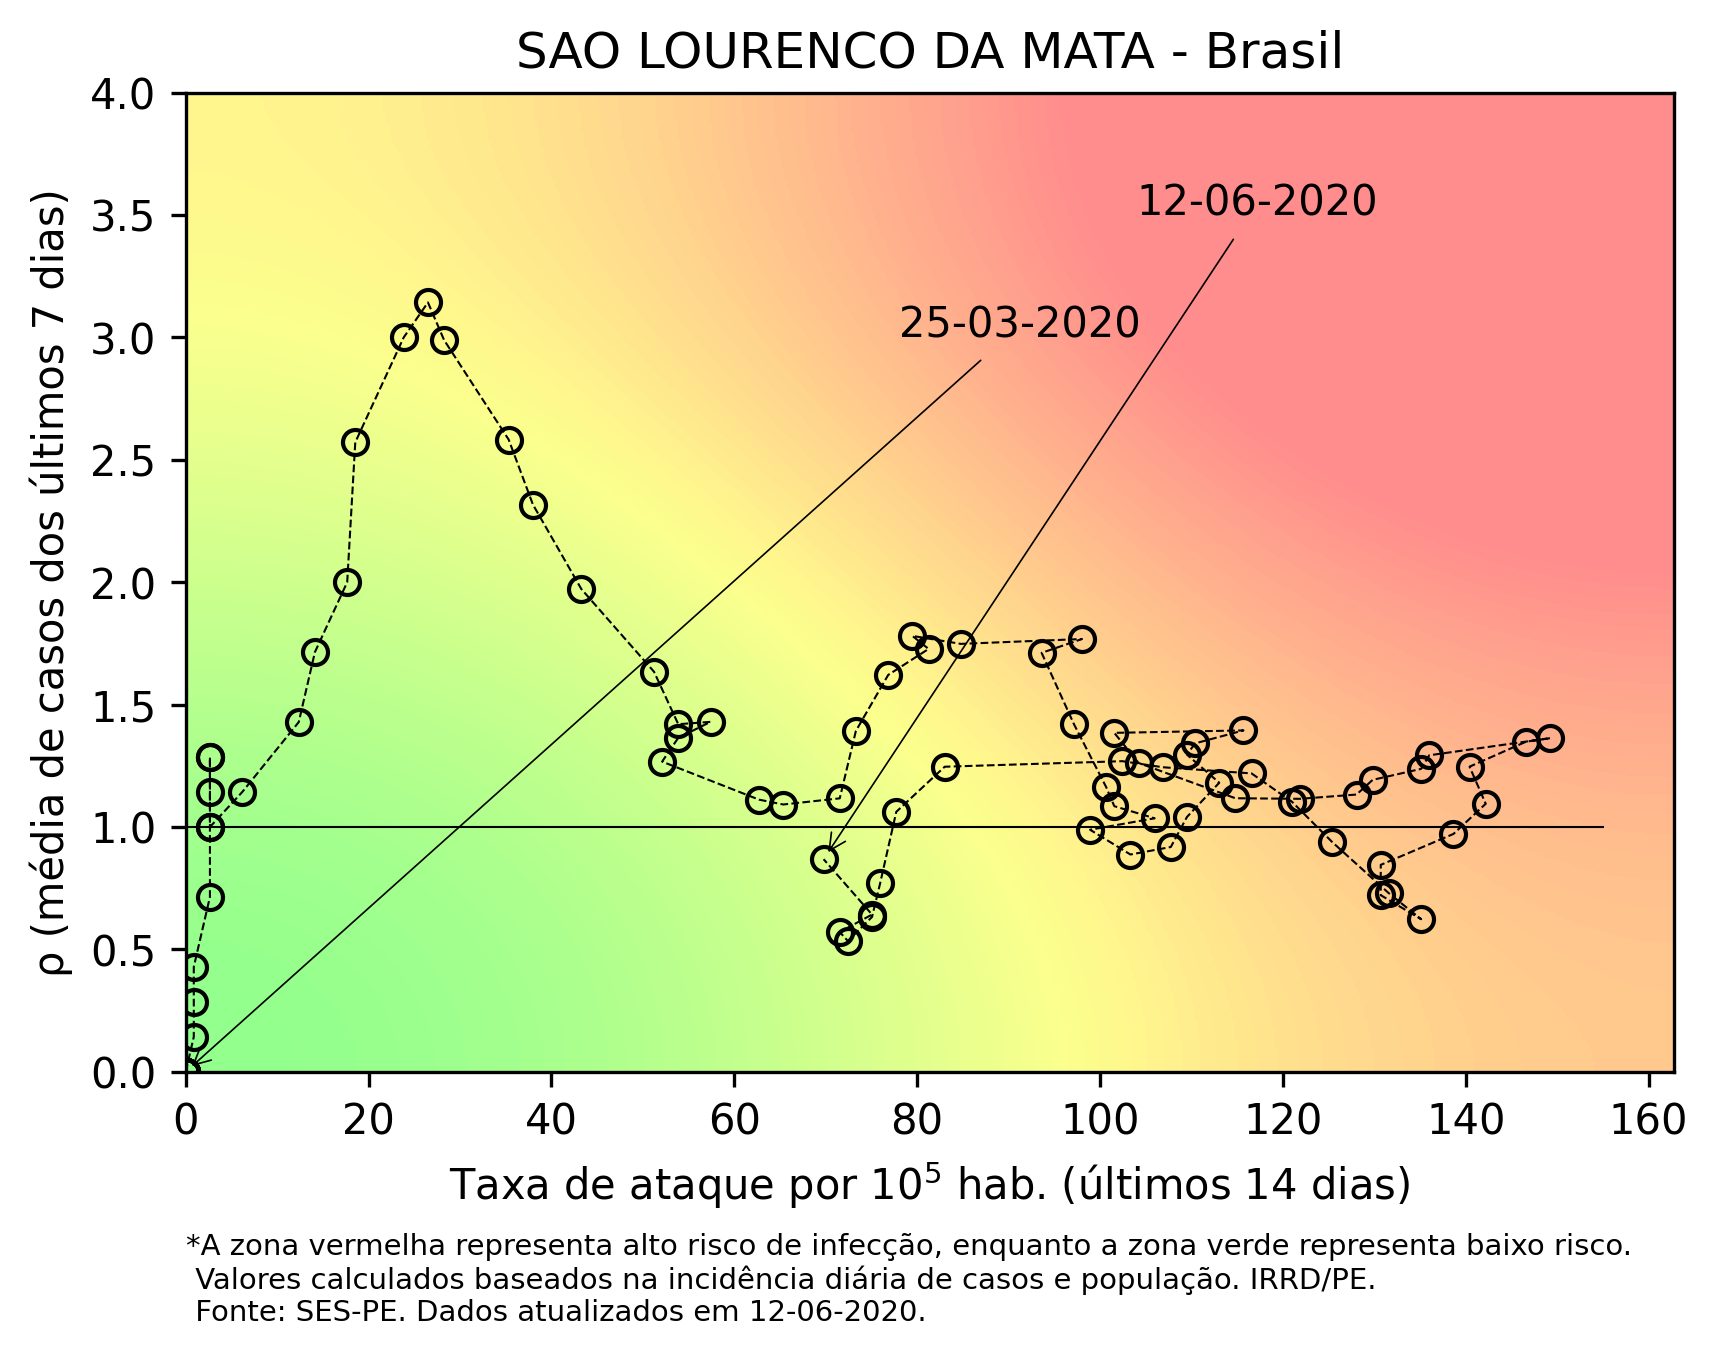 SAO LOURENCO DA MATA - Brasil
4.0
3.5
3.0
2.5
2.0
1.5
1.0
0.5
0.0
ρ (média de casos dos últimos 7 dias)
12-06-2020
25-03-2020
0 20 40 60 80 100 120 140 160
Taxa de ataque por 10⁵ hab. (últimos 14 dias)
*A zona vermelha representa alto risco de infecção, enquanto a zona verde representa baixo risco.
Valores calculados baseados na incidência diária de casos e população. IRRD/PE.
Fonte: SES-PE. Dados atualizados em 12-06-2020.